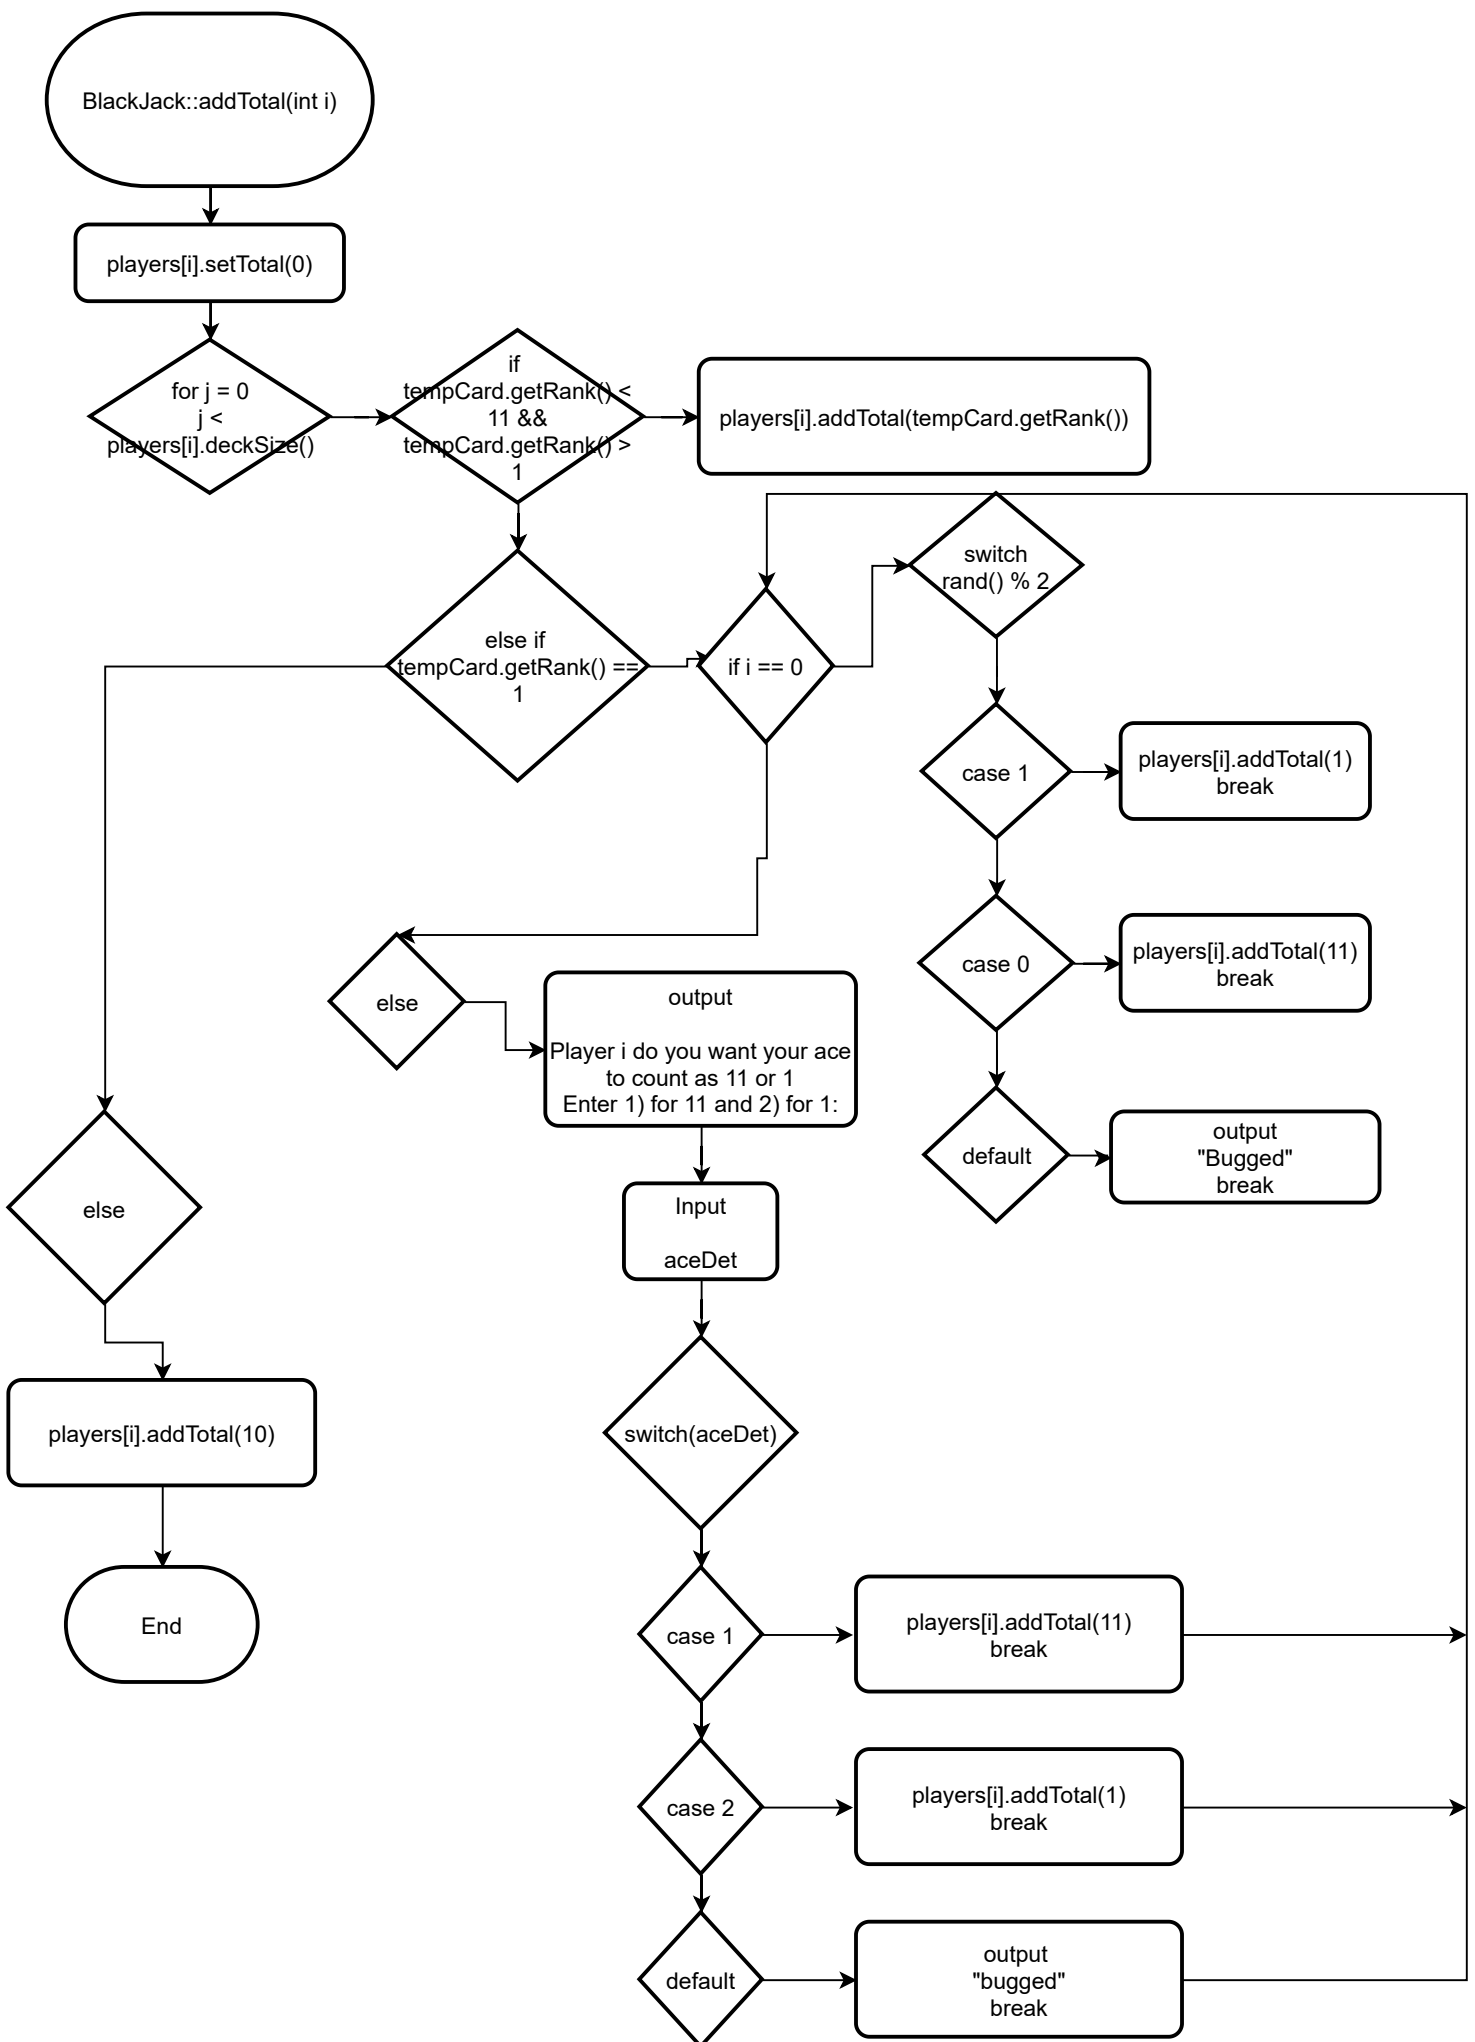 BlackJack::addTotal(int i)
players[i].setTotal(0)
for j = 0
j <
players[i].deckSize()
if
tempCard.getRank() <
11 &&
tempCard.getRank() >
1
players[i].addTotal(tempCard.getRank())
else if
tempCard.getRank() ==
1
if i == 0
switch
rand() % 2
case 1
players[i].addTotal(1)
break
case 0
players[i].addTotal(11)
break
default
output
"Bugged"
break
else
output
Player i do you want your ace
to count as 11 or 1
Enter 1) for 11 and 2) for 1:
Input
aceDet
switch(aceDet)
case 1
players[i].addTotal(11)
break
case 2
players[i].addTotal(1)
break
default
output
"bugged"
break
else
players[i].addTotal(10)
End